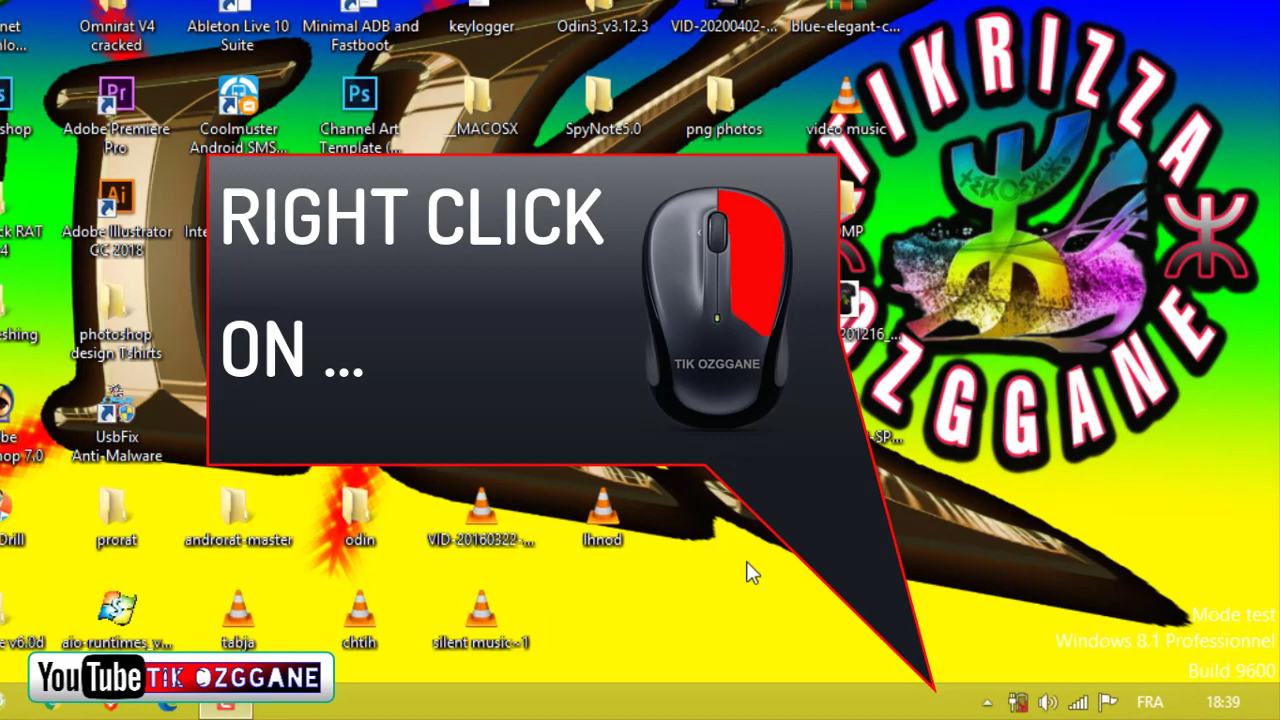 Omnirat V4
cracked
Ableton Live 10
Suite
Minimal ADB and
Fastboot
keylogger
Odin3_v3.12.3
VID-20200402-...
blue-elegant-c...
Pr
Adobe Premiere
Pro
Coolmuster
Android SMS...
Ps
Channel Art
Template (...
__MACOSX
SpyNote5.0
png photos
video music
TIKRIZZA
OZGGANE
RIGHT CLICK
ON ...
TIK OZGGANE
Ai
Adobe Illustrator
CC 2018
photoshop
design Tshirts
UsbFix
Anti-Malware
prorat
androrat-master
odin
VID-20160322-...
lhnod
aio-runtimes_v...
tabja
chtih
silent music~1
Mode test
Windows 8.1 Professionnel
Build 9600
YouTube TIK OZGGANE
FRA
18:39